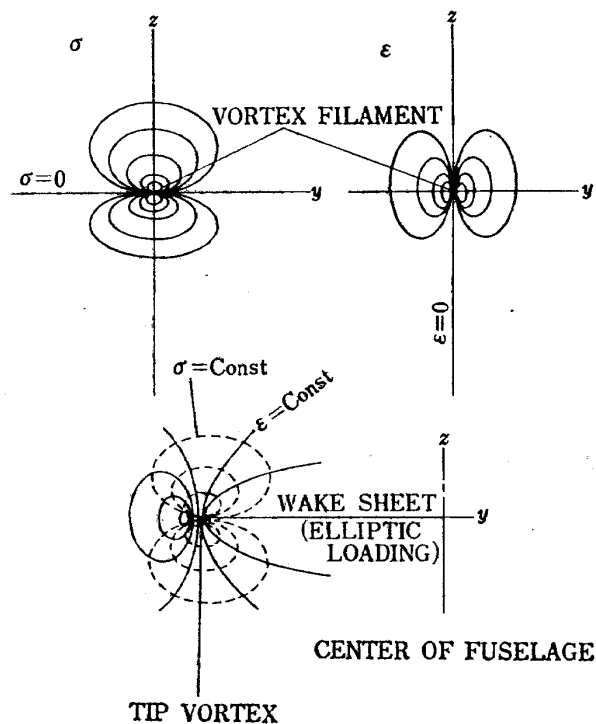 z
σ
z
ε
VORTEX FILAMENT
σ=0
y
y
ε=0
σ=Const
ε=Const
z
WAKE SHEET
y
(ELLIPTIC
LOADING)
CENTER OF FUSELAGE
TIP VORTEX